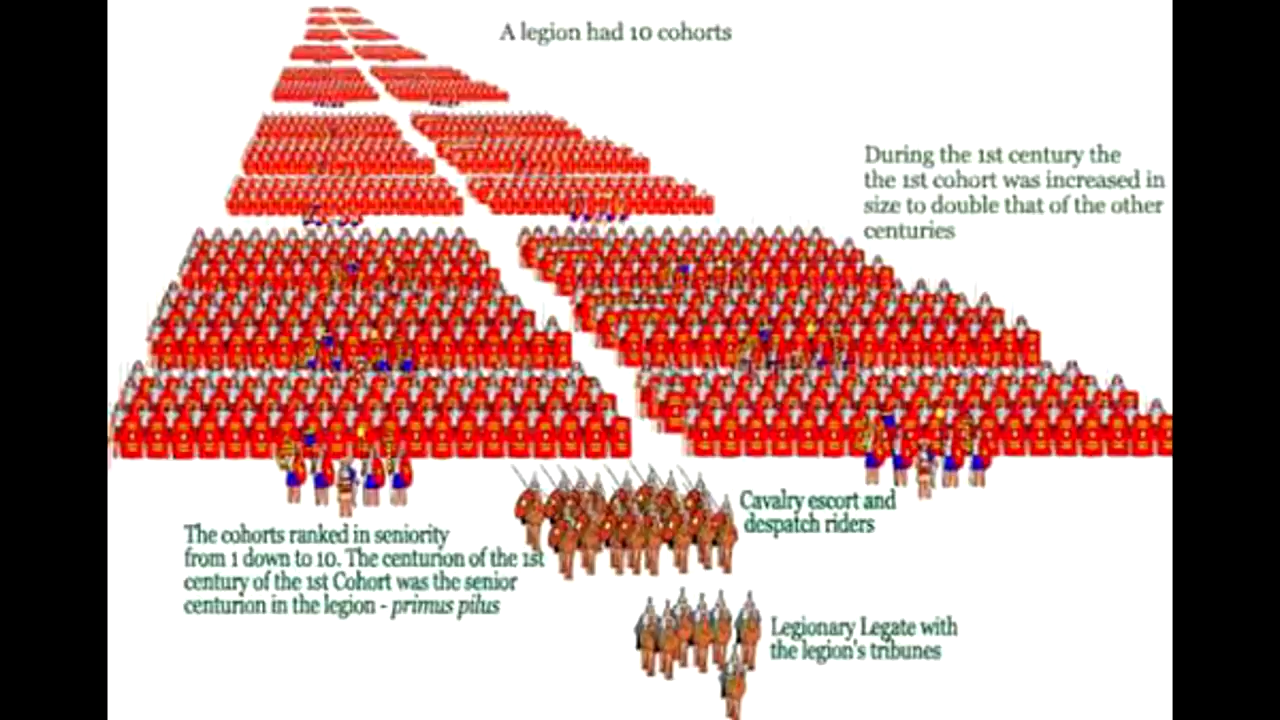 A legion had 10 cohorts
During the 1st century the
the 1st cohort was increased in
size to double that of the other
centuries
Cavalry escort and
despatch riders
The cohorts ranked in seniority
from 1 down to 10. The centurion of the 1st
century of the 1st Cohort was the senior
centurion in the legion - primus pilus
Legionary Legate with
the legion's tribunes